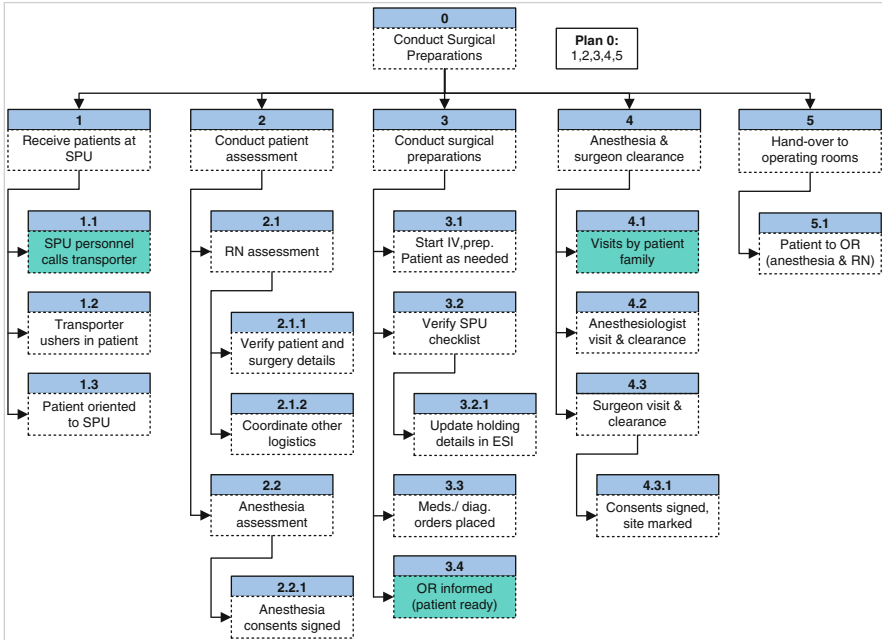 0
Conduct Surgical
Preparations
Plan 0:
1,2,3,4,5
1
Receive patients at
SPU
1.1
SPU personnel
calls transporter
1.2
Transporter
ushers in patient
1.3
Patient oriented
to SPU
2
Conduct patient
assessment
2.1
RN assessment
2.1.1
Verify patient and
surgery details
2.1.2
Coordinate other
logistics
2.2
Anesthesia
assessment
2.2.1
Anesthesia
consents signed
3
Conduct surgical
preparations
3.1
Start IV,prep.
Patient as needed
3.2
Verify SPU
checklist
3.2.1
Update holding
details in ESI
3.3
Meds./ diag.
orders placed
3.4
OR informed
(patient ready)
4
Anesthesia &
surgeon clearance
4.1
Visits by patient
family
4.2
Anesthesiologist
visit & clearance
4.3
Surgeon visit &
clearance
4.3.1
Consents signed,
site marked
5
Hand-over to
operating rooms
5.1
Patient to OR
(anesthesia & RN)